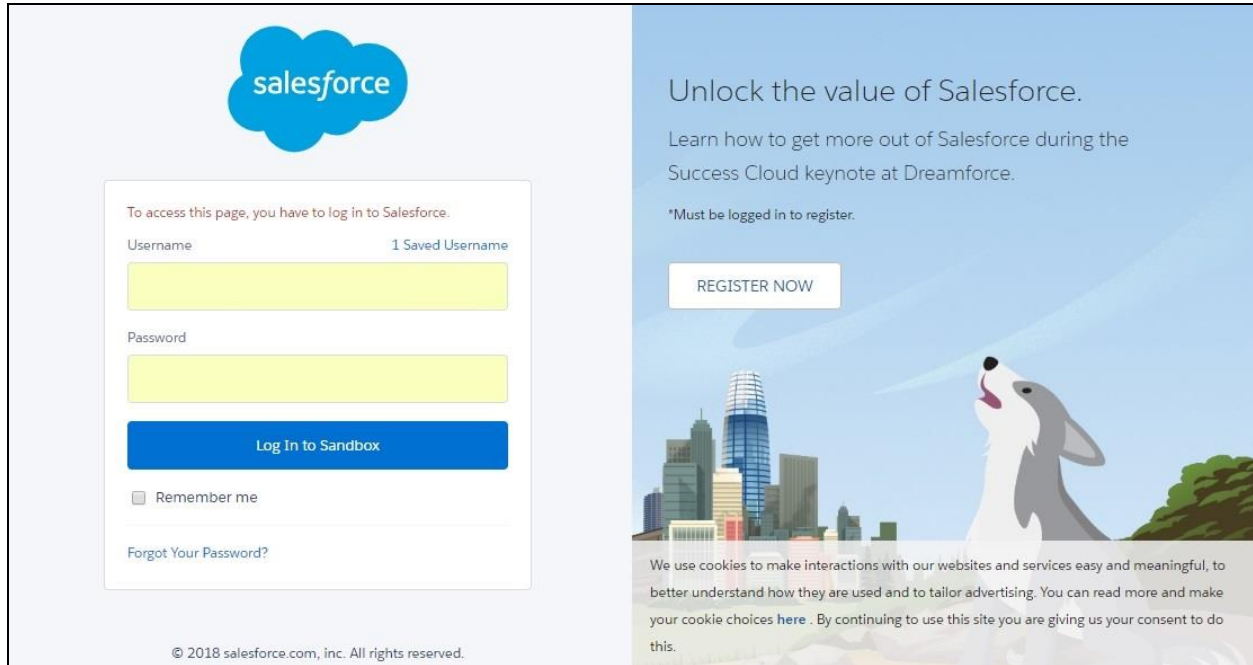 salesforce
To access this page, you have to log in to Salesforce.
Username
1 Saved Username
Password
Log In to Sandbox
Remember me
Forgot Your Password?
© 2018 salesforce.com, inc. All rights reserved.
Unlock the value of Salesforce.
Learn how to get more out of Salesforce during the
Success Cloud keynote at Dreamforce.
*Must be logged in to register.
REGISTER NOW
We use cookies to make interactions with our websites and services easy and meaningful, to
better understand how they are used and to tailor advertising. You can read more and make
your cookie choices here . By continuing to use this site you are giving us your consent to do
this.